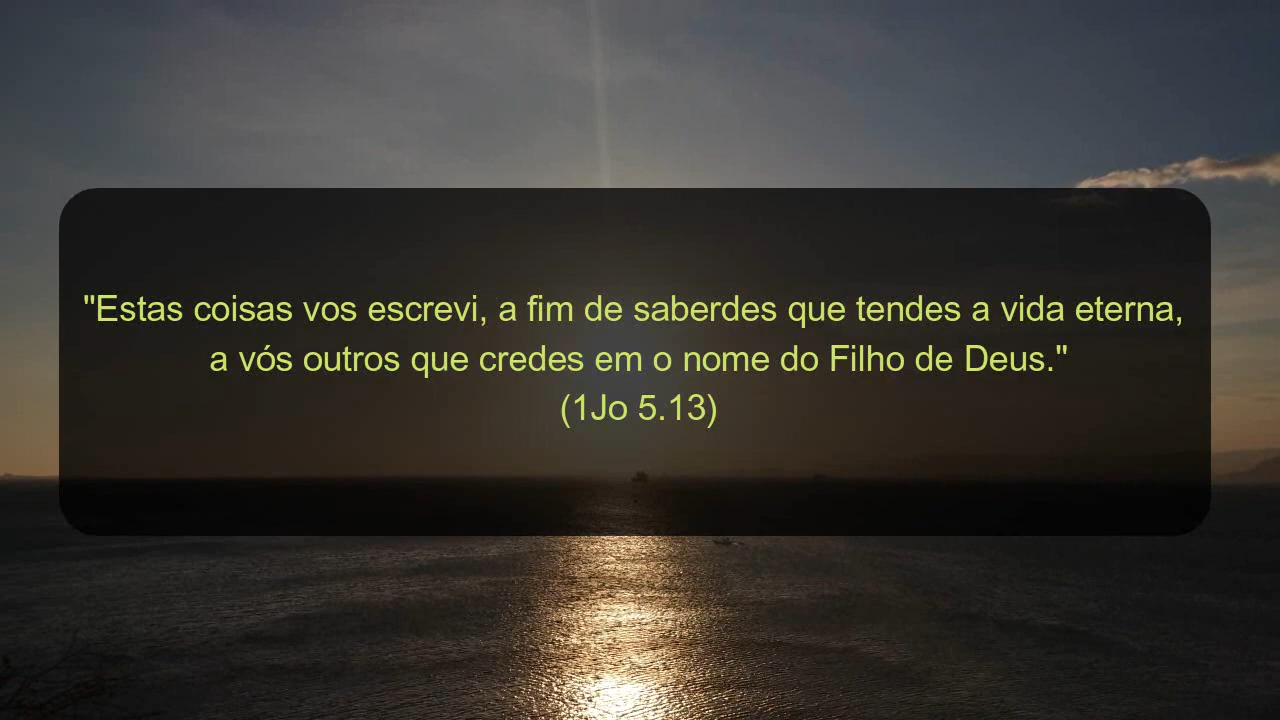 "Estas coisas vos escrevi, a fim de saberdes que tendes a vida eterna,
a vós outros que credes em o nome do Filho de Deus."
(1Jo 5.13)